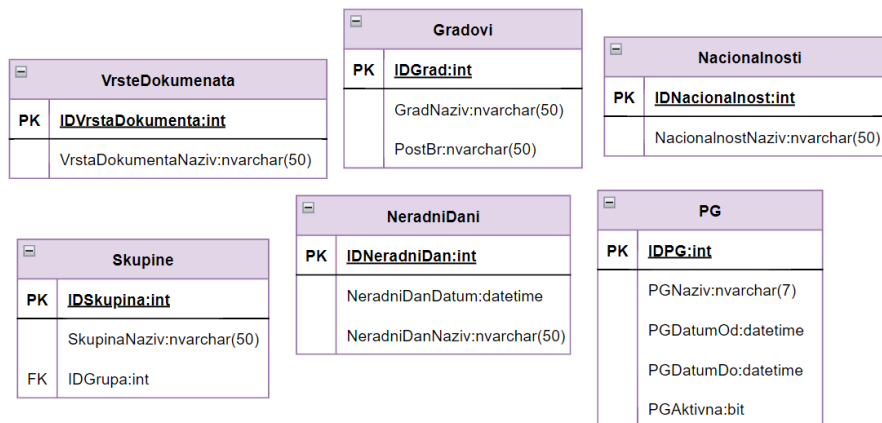 VrsteDokumenata
PK IDVrstaDokumenta:int
VrstaDokumentaNaziv:nvarchar(50)
Gradovi
PK IDGrad:int
GradNaziv:nvarchar(50)
PostBr:nvarchar(50)
Nacionalnosti
PK IDNacionalnost:int
NacionalnostNaziv:nvarchar(50)
Skupine
PK IDSkupina:int
SkupinaNaziv:nvarchar(50)
FK IDGrupa:int
NeradniDani
PK IDNeradniDan:int
NeradniDanDatum:datetime
NeradniDanNaziv:nvarchar(50)
PG
PK IDPG:int
PGNaziv:nvarchar(7)
PGDatumOd:datetime
PGDatumDo:datetime
PGAktivna:bit